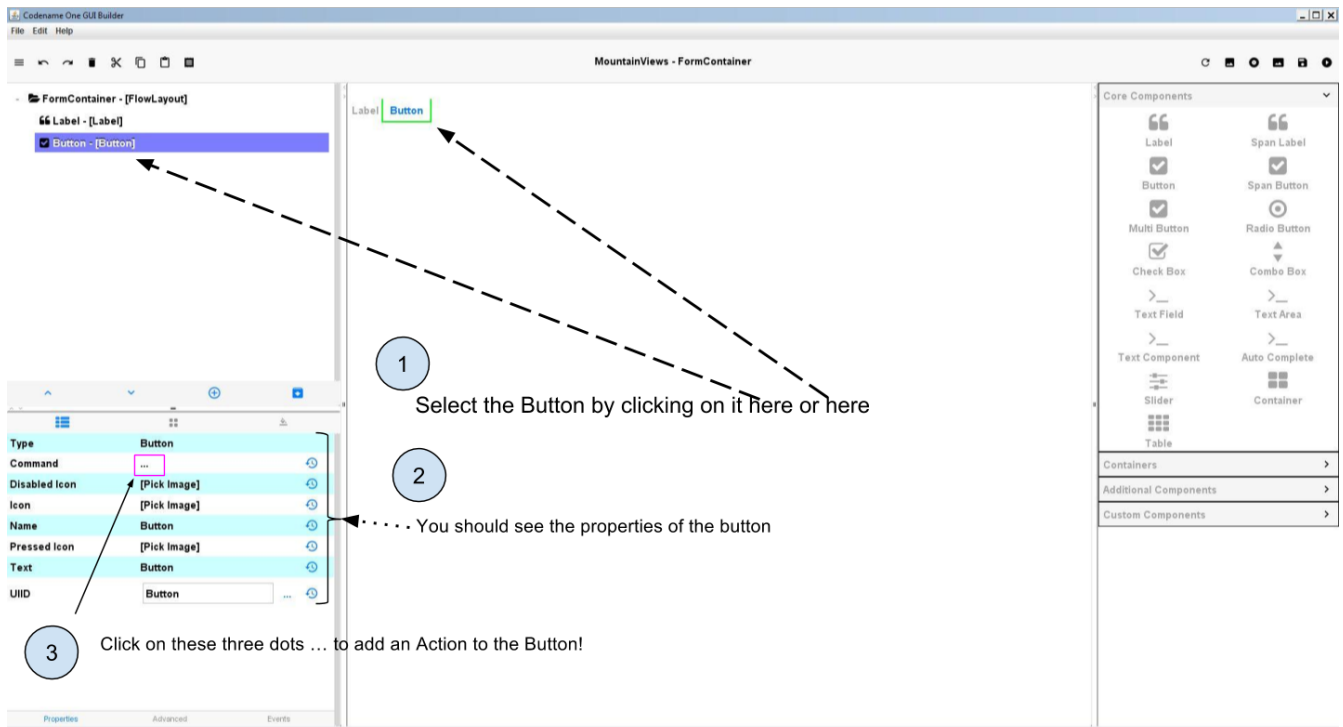 Codename One GUI Builder
File Edit Help
MountainViews - FormContainer
FormContainer - [FlowLayout]
Label - [Label]
Button - [Button]
Label Button
1
Select the Button by clicking on it here or here
Type Button
Command ...
Disabled Icon [Pick Image]
Icon [Pick Image]
Name Button
Pressed Icon [Pick Image]
Text Button
UIID Button ...
2
You should see the properties of the button
3
Click on these three dots ... to add an Action to the Button!
Properties Advanced Events
Core Components
Label Span Label
Button Span Button
Multi Button Radio Button
Check Box Combo Box
Text Field Text Area
Text Component Auto Complete
Slider Container
Table
Containers
Additional Components
Custom Components